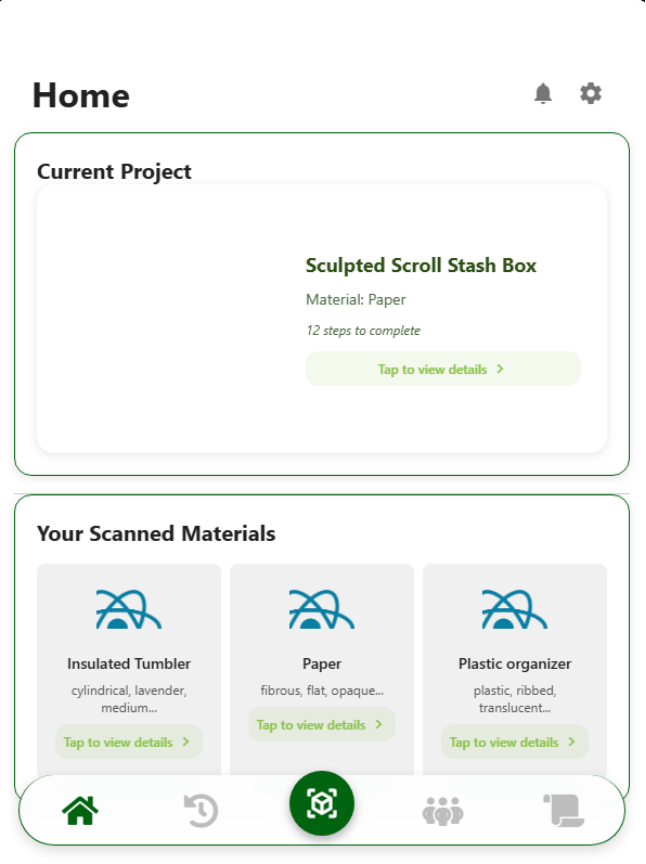 Home
Current Project
Sculpted Scroll Stash Box
Material: Paper
12 steps to complete
Tap to view details
Your Scanned Materials
Insulated Tumbler
cylindrical, lavender,
medium...
Tap to view details
Paper
fibrous, flat, opaque...
Tap to view details
Plastic organizer
plastic, ribbed,
translucent...
Tap to view details